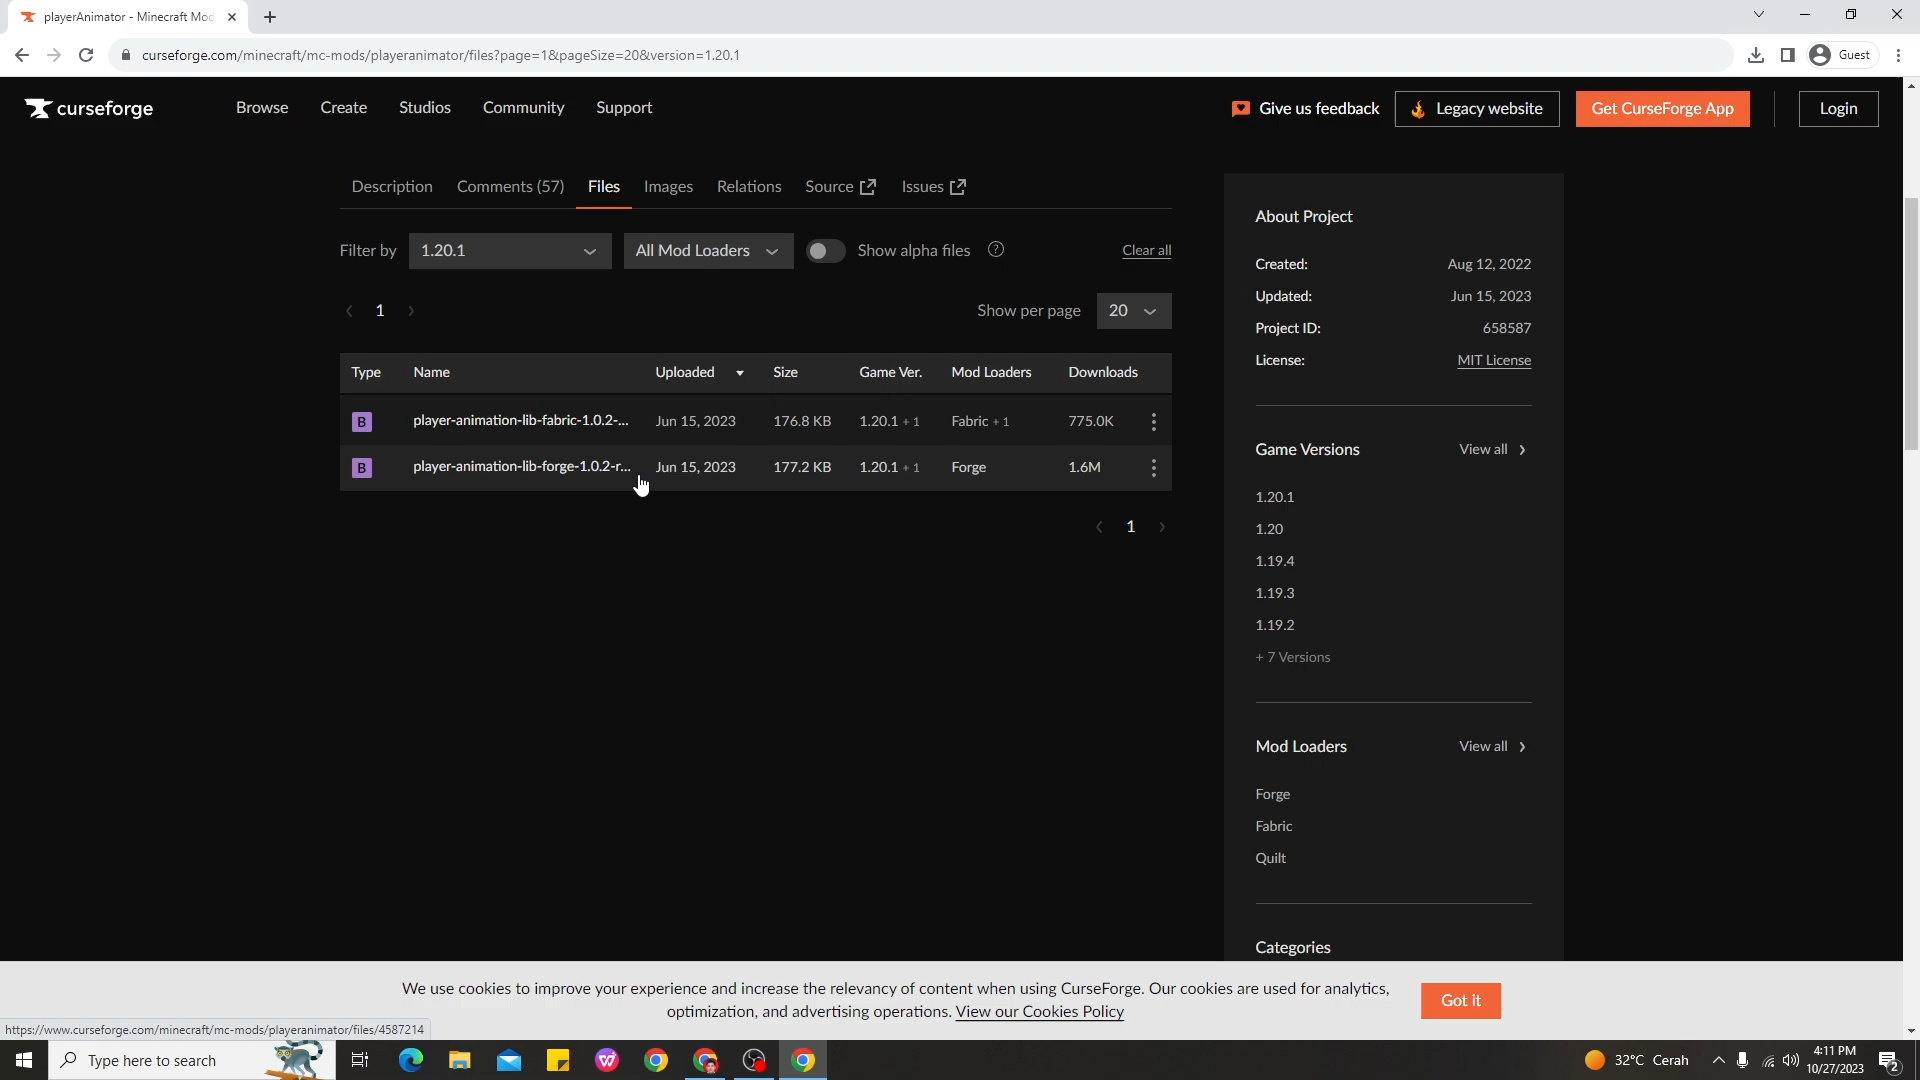 playerAnimator - Minecraft Mod
curseforge.com/minecraft/mc-mods/playeranimator/files?page=1&pageSize=20&version=1.20.1
Guest
curseforge
Browse
Create
Studios
Community
Support
Give us feedback
Legacy website
Get CurseForge App
Login
Description
Comments (57)
Files
Images
Relations
Source
Issues
Filter by
1.20.1
All Mod Loaders
Show alpha files
?
Clear all
1
Show per page
20
Type Name Uploaded Size Game Ver. Mod Loaders Downloads
B player-animation-lib-fabric-1.0.2-... Jun 15, 2023 176.8 KB 1.20.1 + 1 Fabric + 1 775.0K
B player-animation-lib-forge-1.0.2-r... Jun 15, 2023 177.2 KB 1.20.1 + 1 Forge 1.6M
1
About Project
Created: Aug 12, 2022
Updated: Jun 15, 2023
Project ID: 658587
License: MIT License
Game Versions View all
1.20.1
1.20
1.19.4
1.19.3
1.19.2
+ 7 Versions
Mod Loaders View all
Forge
Fabric
Quilt
Categories
We use cookies to improve your experience and increase the relevancy of content when using CurseForge. Our cookies are used for analytics,
optimization, and advertising operations. View our Cookies Policy
Got it
https://www.curseforge.com/minecraft/mc-mods/playeranimator/files/4587214
Type here to search
32°C Cerah
4:11 PM
10/27/2023
2